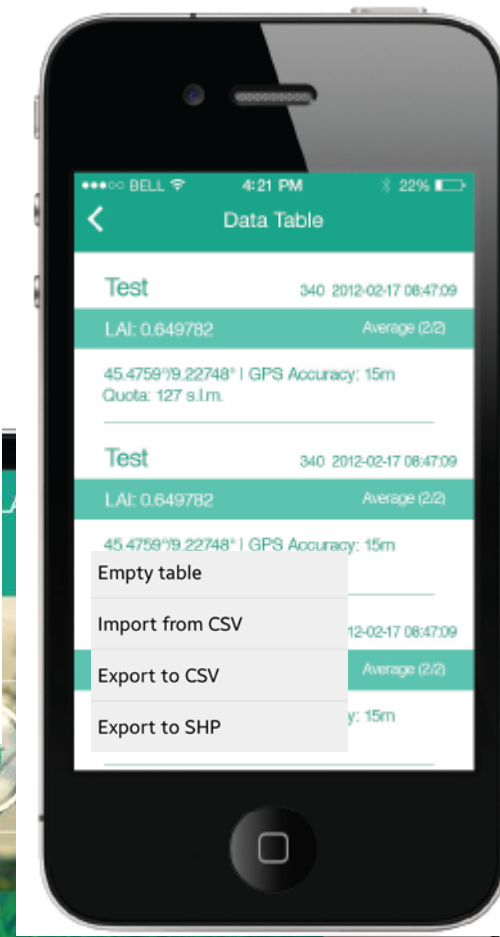 BELL 4:21 PM 22%
Data Table
Test 340 2012-02-17 08:47:09
LAI: 0.649782 Average (2/2)
45.4759°/9.22748° | GPS Accuracy: 15m
Quota: 127 s.l.m.
Test 340 2012-02-17 08:47:09
LAI: 0.649782 Average (2/2)
45.4759°/9.22748° | GPS Accuracy: 15m
Empty table
Import from CSV
12-02-17 08:47:09
Export to CSV
Average (2/2)
Export to SHP
y: 15m